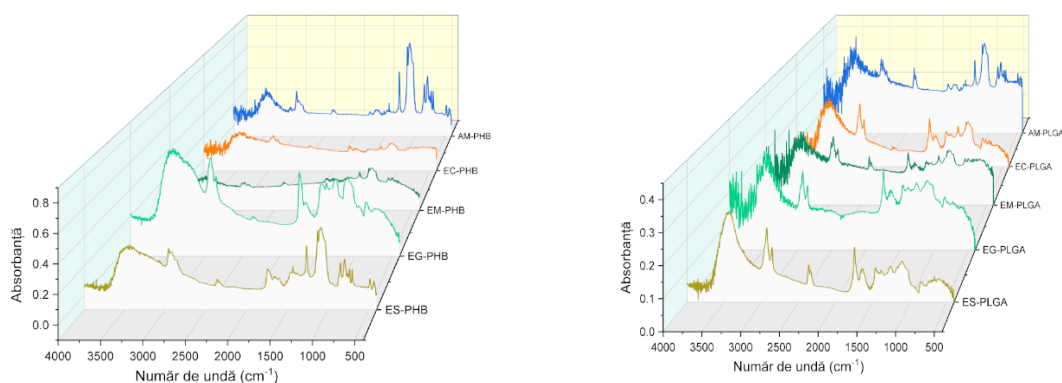 AM-PHB
EC-PHB
EM-PHB
EG-PHB
ES-PHB
0.8
0.6
0.4
0.2
0.0
Absorbanță
4000 3500 3000 2500 2000 1500 1000 500
Număr de undă (cm⁻¹)
AM-PLGA
EC-PLGA
EM-PLGA
EG-PLGA
ES-PLGA
0.4
0.3
0.2
0.1
0.0
Absorbanță
4000 3500 3000 2500 2000 1500 1000 500
Număr de undă (cm⁻¹)